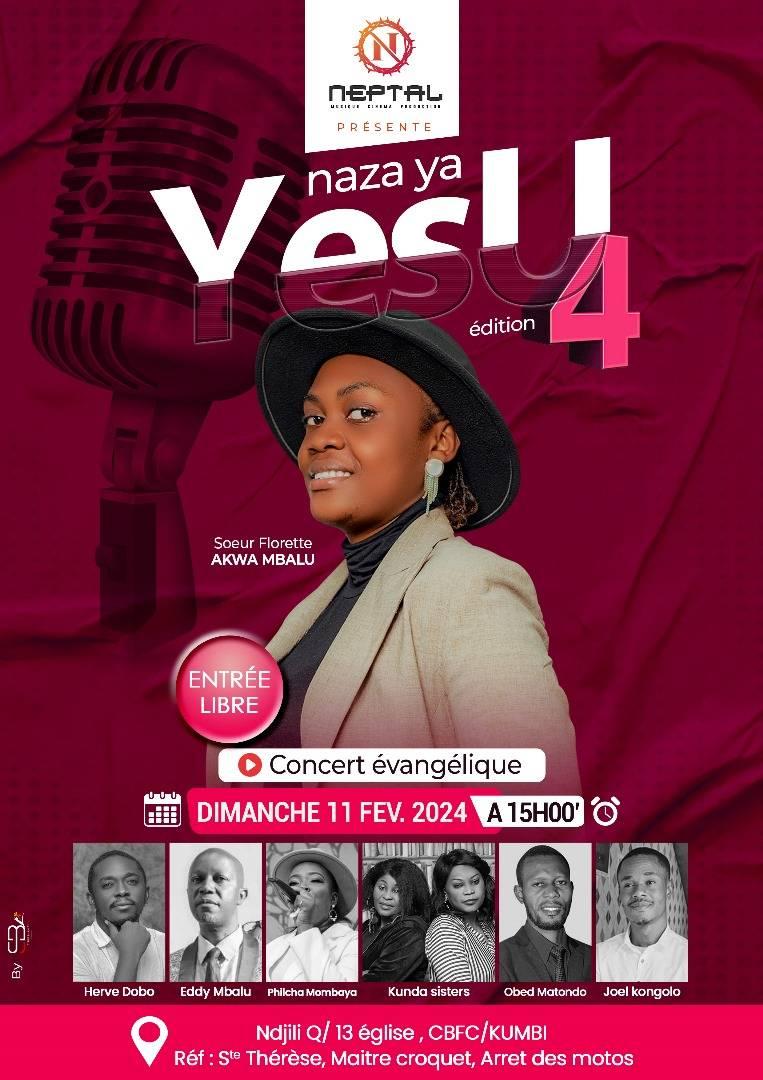 N
NEPTAL
MUSIQUE CINEMA PRODUCTION
PRÉSENTE
naza ya
YesU
édition 4
Soeur Florette
AKWA MBALU
ENTRÉE
LIBRE
Concert évangélique
DIMANCHE 11 FEV. 2024 A 15H00'
Herve Dobo Eddy Mbalu Philcha Mombaya Kunda sisters Obed Matondo Joel kongolo
By
Ndjili Q/ 13 église , CBFC/KUMBI
Réf : Ste Thérèse, Maitre croquet, Arret des motos